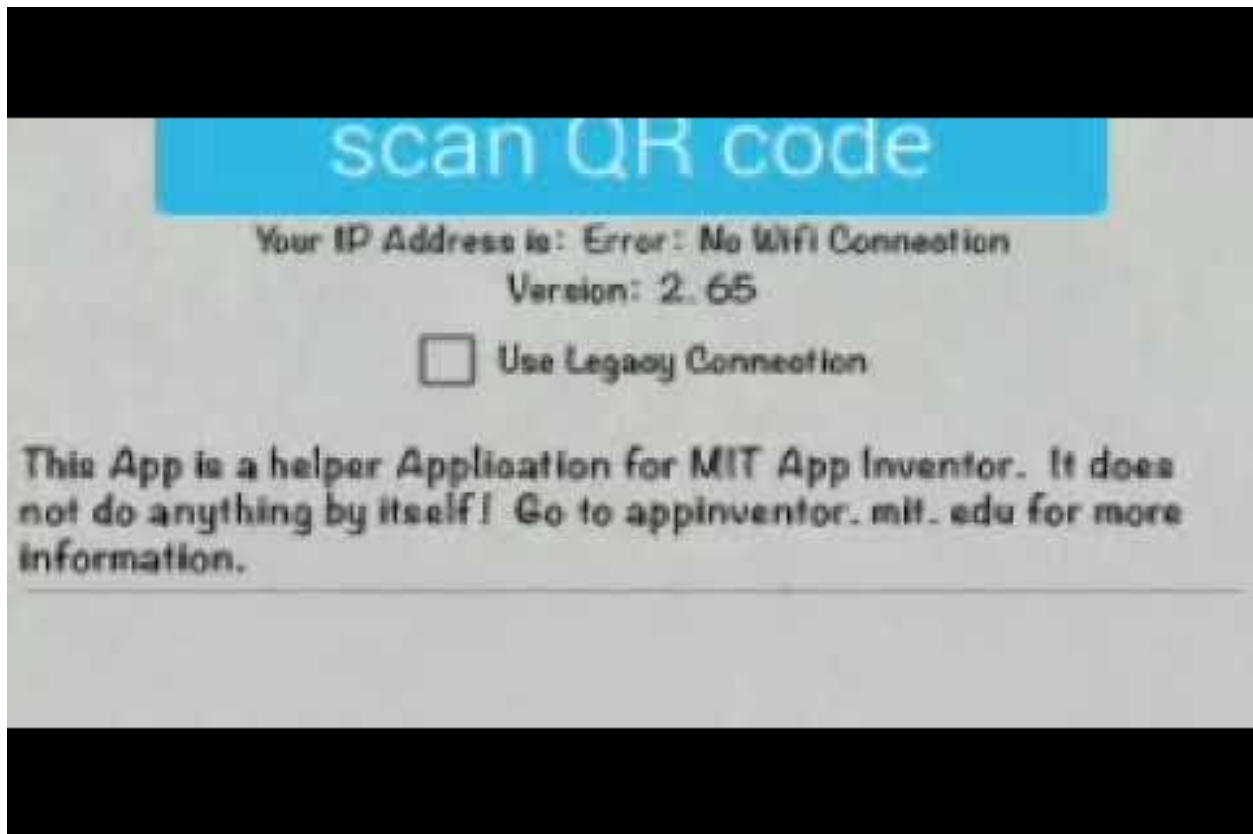 scan QR code
Your IP Address is: Error: No Wifi Connection
Version: 2.65
Use Legacy Connection
This App is a helper Application for MIT App Inventor. It does
not do anything by itself! Go to appinventor.mit.edu for more
information.